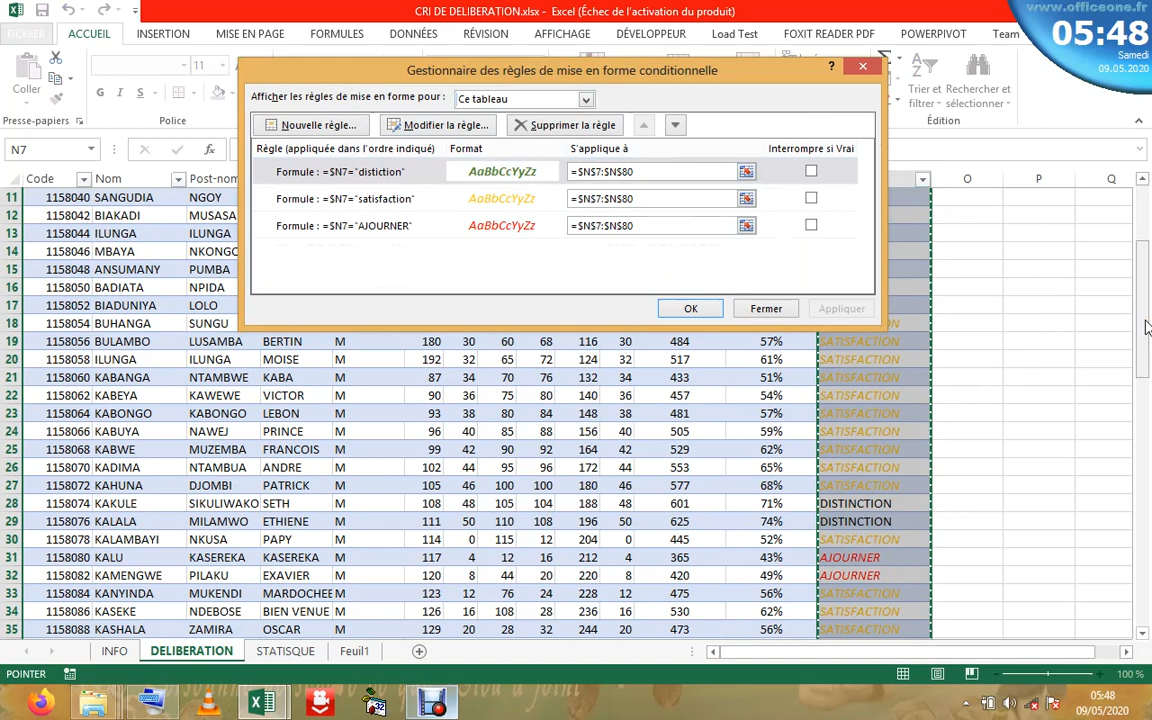 CRI DE DELIBERATION.xlsx - Excel (Échec de l'activation du produit)
www.officeone.fr
05:48
Samedi
09.05.2020
FICHIER ACCUEIL INSERTION MISE EN PAGE FORMULES DONNÉES RÉVISION AFFICHAGE DÉVELOPPEUR Load Test FOXIT READER PDF POWERPIVOT Team
Coller
11
G I S
Trier et filtrer
Rechercher et sélectionner
Presse-papiers Police Édition
N7
fx
Gestionnaire des règles de mise en forme conditionnelle ?
Afficher les règles de mise en forme pour : Ce tableau
Nouvelle règle... Modifier la règle... Supprimer la règle
Règle (appliquée dans l'ordre indiqué) Format S'applique à Interrompre si Vrai
Formule : =$N7="distiction" AaBbCcYyZz =$N$7:$N$80
Formule : =$N7="satisfaction" AaBbCcYyZz =$N$7:$N$80
Formule : =$N7="AJOURNER" AaBbCcYyZz =$N$7:$N$80
OK Fermer Appliquer
Code Nom Post-nom O P Q
11 1158040 SANGUDIA NGOY
12 1158042 BIAKADI MUSASA
13 1158044 ILUNGA ILUNGA
14 1158046 MBAYA NKONGO
15 1158048 ANSUMANY PUMBA
16 1158050 BADIATA NPIDA
17 1158052 BIADUNIYA LOLO
18 1158054 BUHANGA SUNGU ON
19 1158056 BULAMBO LUSAMBA BERTIN M 180 30 60 68 116 30 484 57% SATISFACTION
20 1158058 ILUNGA ILUNGA MOISE M 192 32 65 72 124 32 517 61% SATISFACTION
21 1158060 KABANGA NTAMBWE KABA M 87 34 70 76 132 34 433 51% SATISFACTION
22 1158062 KABEYA KAWEWE VICTOR M 90 36 75 80 140 36 457 54% SATISFACTION
23 1158064 KABONGO KABONGO LEBON M 93 38 80 84 148 38 481 57% SATISFACTION
24 1158066 KABUYA NAWEJ PRINCE M 96 40 85 88 156 40 505 59% SATISFACTION
25 1158068 KABWE MUZEMBA FRANCOIS M 99 42 90 92 164 42 529 62% SATISFACTION
26 1158070 KADIMA NTAMBUA ANDRE M 102 44 95 96 172 44 553 65% SATISFACTION
27 1158072 KAHUNA DJOMBI PATRICK M 105 46 100 100 180 46 577 68% SATISFACTION
28 1158074 KAKULE SIKULIWAKO SETH M 108 48 105 104 188 48 601 71% DISTINCTION
29 1158076 KALALA MILAMWO ETHIENE M 111 50 110 108 196 50 625 74% DISTINCTION
30 1158078 KALAMBAYI NKUSA PAPY M 114 0 115 12 204 0 445 52% SATISFACTION
31 1158080 KALU KASEREKA KASEREKA M 117 4 12 16 212 4 365 43% AJOURNER
32 1158082 KAMENGWE PILAKU EXAVIER M 120 8 44 20 220 8 420 49% AJOURNER
33 1158084 KANYINDA MUKENDI MARDOCHEE M 123 12 76 24 228 12 475 56% SATISFACTION
34 1158086 KASEKE NDEBOSE BIEN VENUE M 126 16 108 28 236 16 530 62% SATISFACTION
35 1158088 KASHALA ZAMIRA OSCAR M 129 20 28 32 244 20 473 56% SATISFACTION
INFO DELIBERATION STATISQUE Feuil1
POINTER 100 %
05:48
09/05/2020